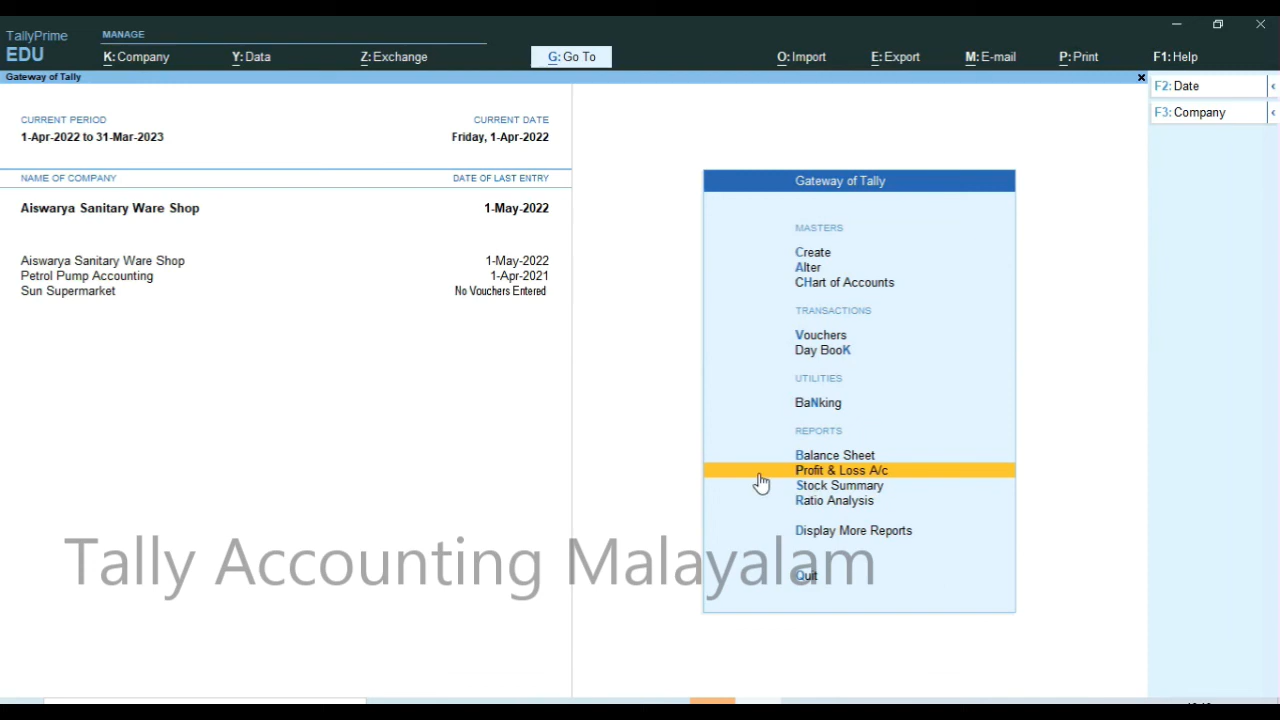 TallyPrime
EDU
MANAGE
K: Company
Y: Data
Z: Exchange
G: Go To
O: Import
E: Export
M: E-mail
P: Print
F1: Help
Gateway of Tally
x
F2: Date
F3: Company
CURRENT PERIOD
CURRENT DATE
1-Apr-2022 to 31-Mar-2023
Friday, 1-Apr-2022
NAME OF COMPANY
DATE OF LAST ENTRY
Aiswarya Sanitary Ware Shop
1-May-2022
Aiswarya Sanitary Ware Shop
1-May-2022
Petrol Pump Accounting
1-Apr-2021
Sun Supermarket
No Vouchers Entered
Gateway of Tally
MASTERS
Create
Alter
CHart of Accounts
TRANSACTIONS
Vouchers
Day BooK
UTILITIES
BaNking
REPORTS
Balance Sheet
Profit & Loss A/c
Stock Summary
Ratio Analysis
Display More Reports
Quit
Tally Accounting Malayalam